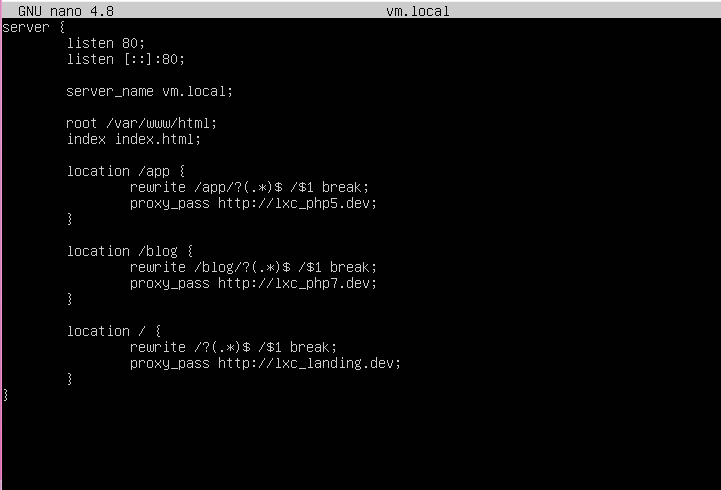 GNU nano 4.8 vm.local
server {
listen 80;
listen [::]:80;
server_name vm.local;
root /var/www/html;
index index.html;
location /app {
rewrite /app/?(.*)$ /$1 break;
proxy_pass http://lxc_php5.dev;
}
location /blog {
rewrite /blog/?(.*)$ /$1 break;
proxy_pass http://lxc_php7.dev;
}
location / {
rewrite /?(.*)$ /$1 break;
proxy_pass http://lxc_landing.dev;
}
}